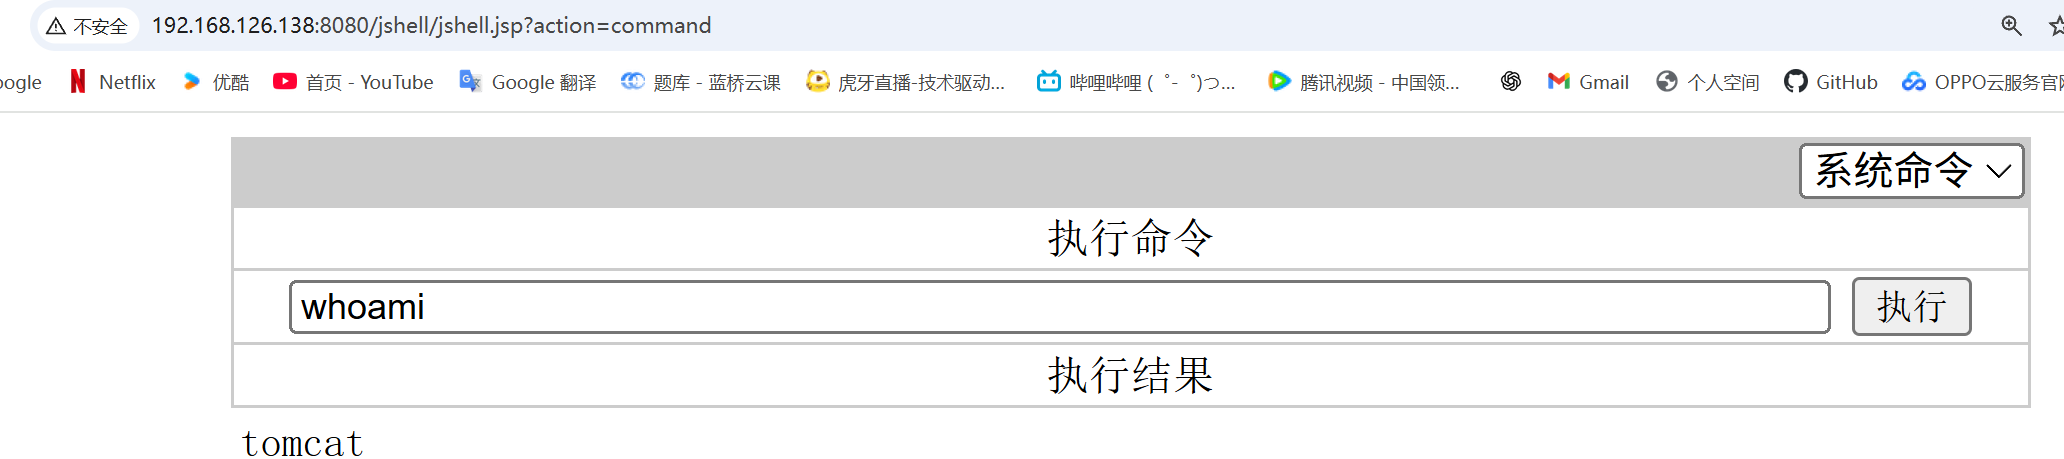 不安全 192.168.126.138:8080/jshell/jshell.jsp?action=command
oogle Netflix 优酷 首页 - YouTube Google 翻译 题库 - 蓝桥云课 虎牙直播-技术驱动... 哔哩哔哩 (゜-゜)つ... 腾讯视频 - 中国领... Gmail 个人空间 GitHub OPPO云服务官网
系统命令
执行命令
whoami 执行
执行结果
tomcat